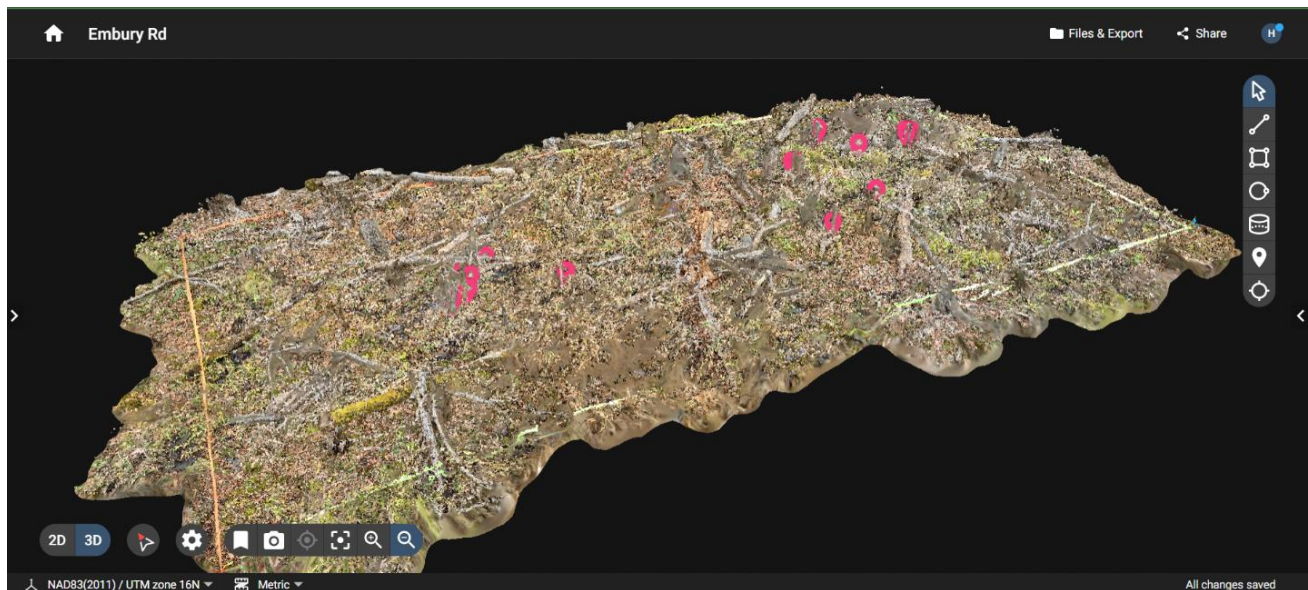 Embury Rd
Files & Export
Share
H
2D
3D
NAD83(2011) / UTM zone 16N
Metric
All changes saved